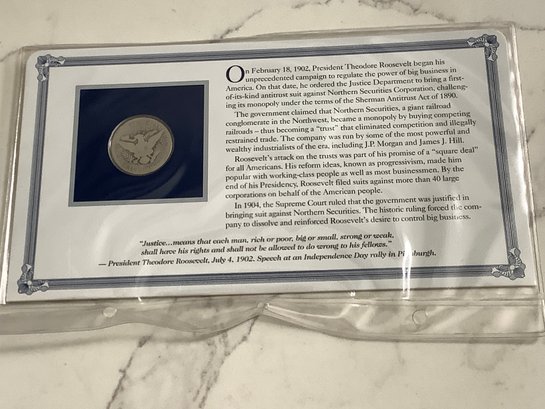 On February 18, 1902, President Theodore Roosevelt began his
unprecedented campaign to regulate the power of big business in
America. On that date, he ordered the Justice Department to bring a first-
of-its-kind antitrust suit against Northern Securities Corporation, challeng-
ing its monopoly under the terms of the Sherman Antitrust Act of 1890.
The government claimed that Northern Securities, a giant railroad
conglomerate in the Northwest, became a monopoly by buying competing
railroads – thus becoming a “trust” that eliminated competition and illegally
restrained trade. The company was run by some of the most powerful and
wealthy industrialists of the era, including J.P. Morgan and James J. Hill.
Roosevelt's attack on the trusts was part of his promise of a “square deal”
for all Americans. His reform ideas, known as progressivism, made him
popular with working-class people as well as most businessmen. By the
end of his Presidency, Roosevelt filed suits against more than 40 large
corporations on behalf of the American people.
In 1904, the Supreme Court ruled that the government was justified in
bringing suit against Northern Securities. The historic ruling forced the com-
pany to dissolve and reinforced Roosevelt's desire to control big business.
“Justice...means that each man, rich or poor, big or small, strong or weak,
shall have his rights and shall not be allowed to do wrong to his fellows.”
— President Theodore Roosevelt, July 4, 1902. Speech at an Independence Day rally in Pittsburgh.